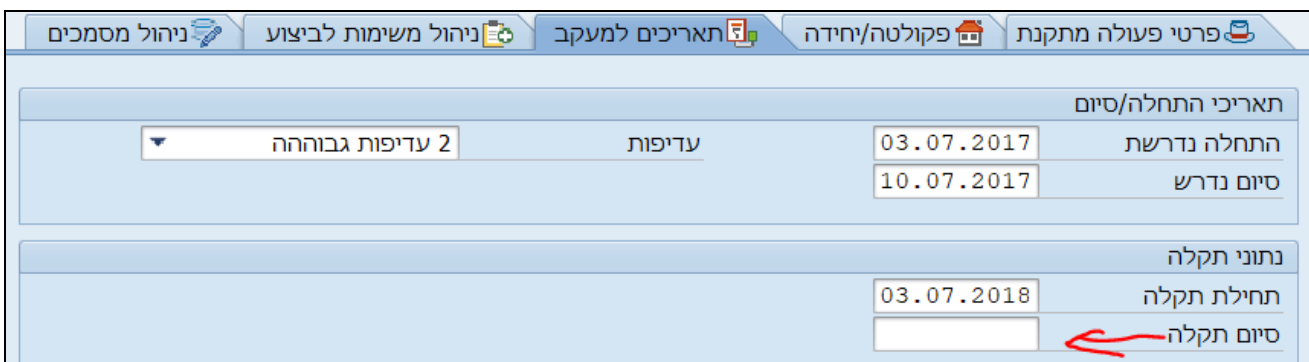 פרטי פעולה מתקנת פקולטה/יחידה תאריכים למעקב ניהול משימות לביצוע ניהול מסמכים
תאריכי התחלה/סיום
התחלה נדרשת 03.07.2017 עדיפות 2 עדיפות גבוההה
סיום נדרש 10.07.2017
נתוני תקלה
תחילת תקלה 03.07.2018
סיום תקלה